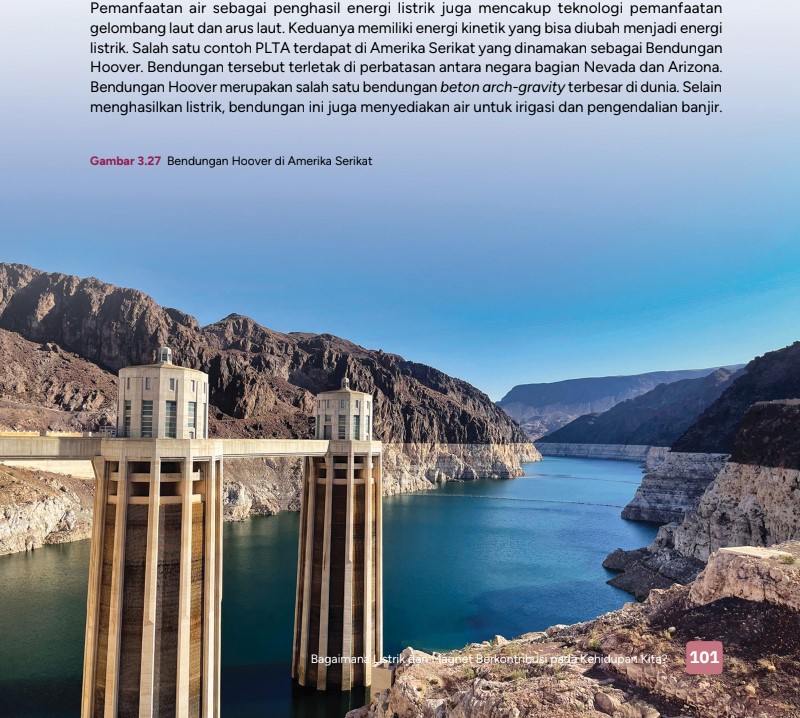 Pemanfaatan air sebagai penghasil energi listrik juga mencakup teknologi pemanfaatan
gelombang laut dan arus laut. Keduanya memiliki energi kinetik yang bisa diubah menjadi energi
listrik. Salah satu contoh PLTA terdapat di Amerika Serikat yang dinamakan sebagai Bendungan
Hoover. Bendungan tersebut terletak di perbatasan antara negara bagian Nevada dan Arizona.
Bendungan Hoover merupakan salah satu bendungan beton arch-gravity terbesar di dunia. Selain
menghasilkan listrik, bendungan ini juga menyediakan air untuk irigasi dan pengendalian banjir.
Gambar 3.27 Bendungan Hoover di Amerika Serikat
Bagaimana Listrik dan Magnet Berkontribusi pada Kehidupan Kita? 101